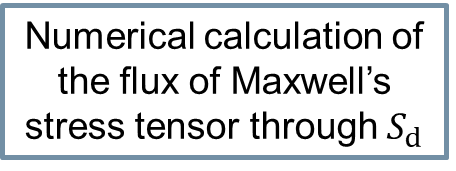 Numerical calculation of
the flux of Maxwell's
stress tensor through S_d